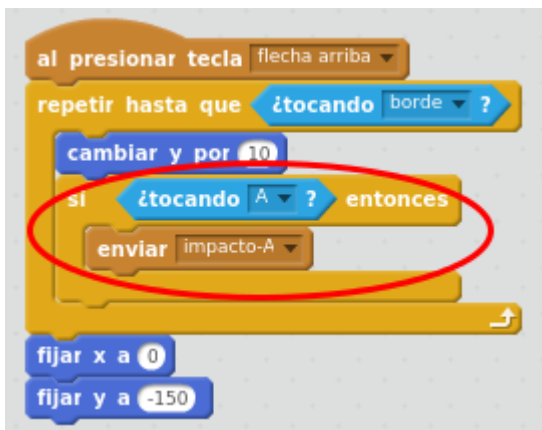 al presionar tecla flecha arriba
repetir hasta que ¿tocando borde ?
cambiar y por 10
si ¿tocando A ? entonces
enviar impacto-A
fijar x a 0
fijar y a -150